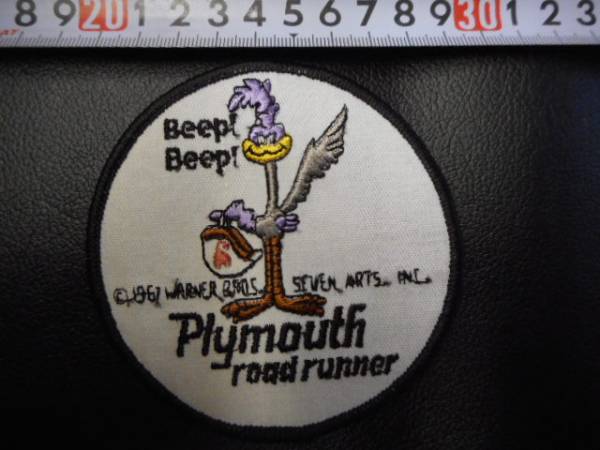 8 9 20 1 2 3 4 5 6 7 8 9 30 1 2 3
Beep!
Beep!
© 1967 WARNER BROS. SEVEN ARTS. INC.
Plymouth
road runner